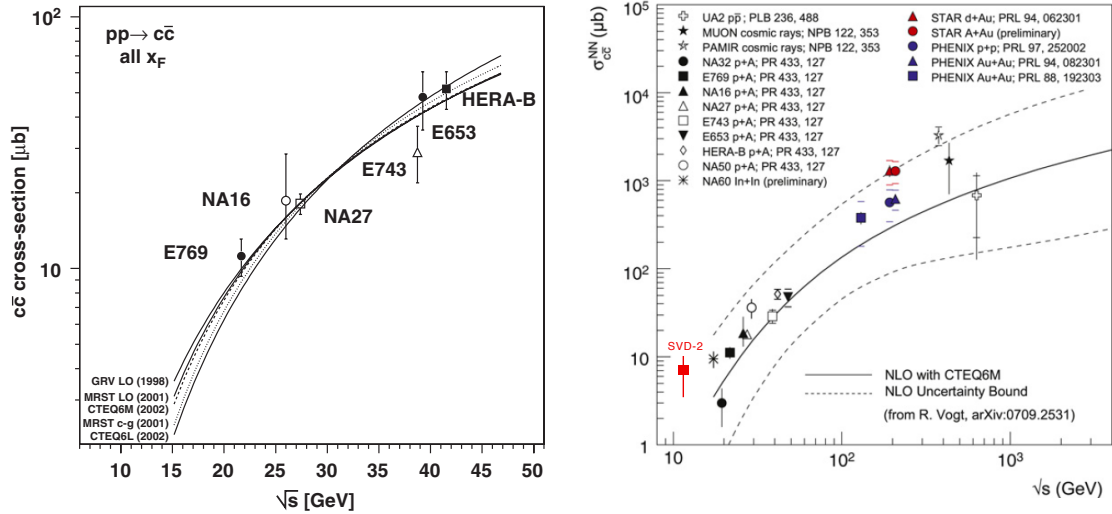 10²
pp→ cc̄
all x_F
HERA-B
E653
E743
NA16
NA27
E769
10
cc̄ cross-section [µb]
GRV LO (1998)
MRST LO (2001)
CTEQ6M (2002)
MRST c-g (2001)
CTEQ6L (2002)
10 15 20 25 30 35 40 45 50
√s [GeV]
σ_cc̄^NN (µb)
10⁵
10⁴
10³
10²
10
1
UA2 pp̄; PLB 236, 488
MUON cosmic rays; NPB 122, 353
PAMIR cosmic rays; NPB 122, 353
NA32 p+A; PR 433, 127
E769 p+A; PR 433, 127
NA16 p+A; PR 433, 127
NA27 p+A; PR 433, 127
E743 p+A; PR 433, 127
E653 p+A; PR 433, 127
HERA-B p+A; PR 433, 127
NA50 p+A; PR 433, 127
NA60 In+In (preliminary)
STAR d+Au; PRL 94, 062301
STAR A+Au (preliminary)
PHENIX p+p; PRL 97, 252002
PHENIX Au+Au; PRL 94, 082301
PHENIX Au+Au; PRL 88, 192303
SVD-2
NLO with CTEQ6M
NLO Uncertainty Bound
(from R. Vogt, arXiv:0709.2531)
10 10² 10³
√s (GeV)